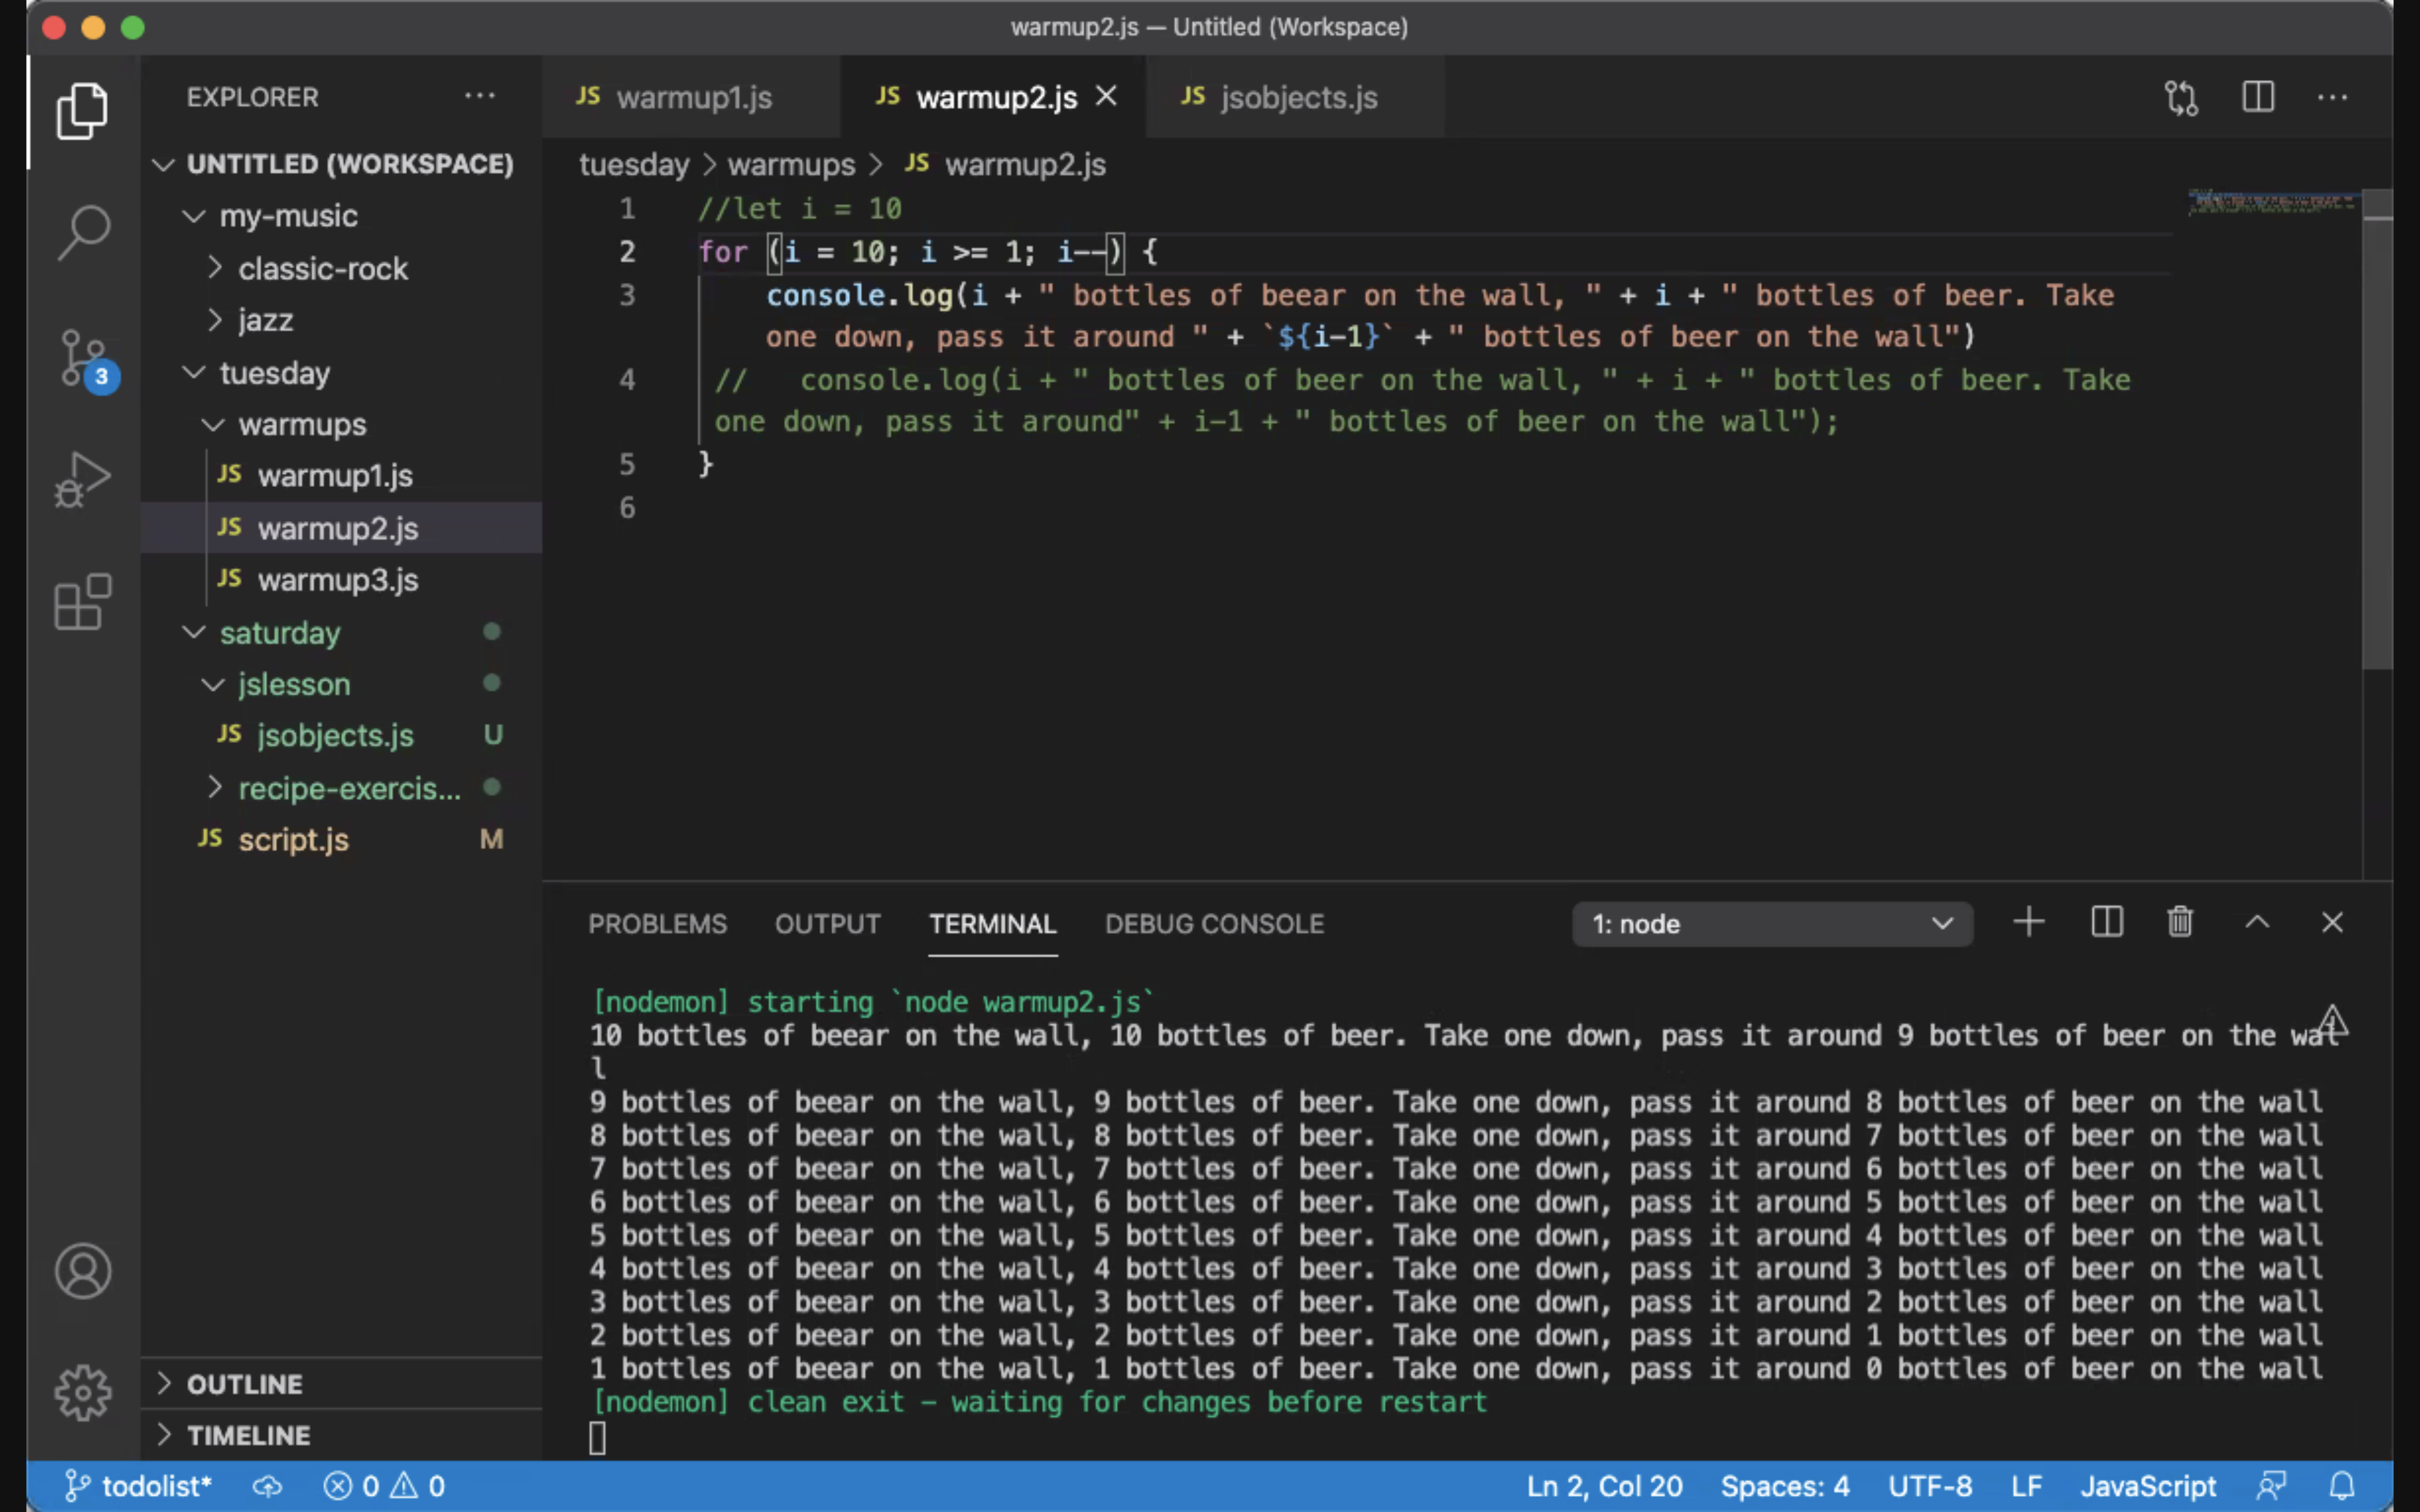 warmup2.js — Untitled (Workspace)
EXPLORER
UNTITLED (WORKSPACE)
my-music
classic-rock
jazz
tuesday
warmups
JS warmup1.js
JS warmup2.js
JS warmup3.js
saturday
jslesson
JS jsobjects.js U
recipe-exercis...
JS script.js M
OUTLINE
TIMELINE
3
JS warmup1.js JS warmup2.js JS jsobjects.js
tuesday > warmups > JS warmup2.js
1 //let i = 10
2 for (i = 10; i >= 1; i--) {
3 console.log(i + " bottles of beear on the wall, " + i + " bottles of beer. Take
one down, pass it around " + `${i-1}` + " bottles of beer on the wall")
4 // console.log(i + " bottles of beer on the wall, " + i + " bottles of beer. Take
one down, pass it around" + i-1 + " bottles of beer on the wall");
5 }
6
PROBLEMS OUTPUT TERMINAL DEBUG CONSOLE 1: node
[nodemon] starting `node warmup2.js`
10 bottles of beear on the wall, 10 bottles of beer. Take one down, pass it around 9 bottles of beer on the wal
l
9 bottles of beear on the wall, 9 bottles of beer. Take one down, pass it around 8 bottles of beer on the wall
8 bottles of beear on the wall, 8 bottles of beer. Take one down, pass it around 7 bottles of beer on the wall
7 bottles of beear on the wall, 7 bottles of beer. Take one down, pass it around 6 bottles of beer on the wall
6 bottles of beear on the wall, 6 bottles of beer. Take one down, pass it around 5 bottles of beer on the wall
5 bottles of beear on the wall, 5 bottles of beer. Take one down, pass it around 4 bottles of beer on the wall
4 bottles of beear on the wall, 4 bottles of beer. Take one down, pass it around 3 bottles of beer on the wall
3 bottles of beear on the wall, 3 bottles of beer. Take one down, pass it around 2 bottles of beer on the wall
2 bottles of beear on the wall, 2 bottles of beer. Take one down, pass it around 1 bottles of beer on the wall
1 bottles of beear on the wall, 1 bottles of beer. Take one down, pass it around 0 bottles of beer on the wall
[nodemon] clean exit - waiting for changes before restart
todolist* 0 0 Ln 2, Col 20 Spaces: 4 UTF-8 LF JavaScript